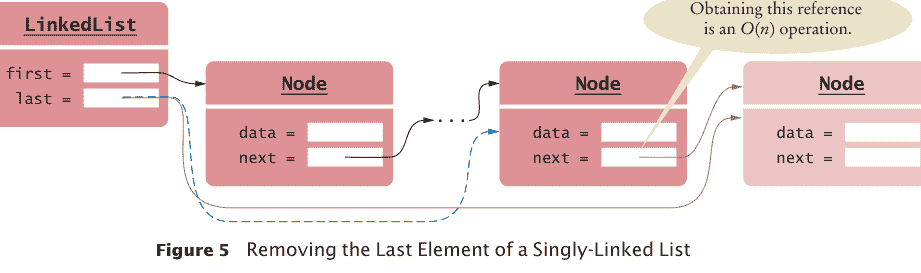 Obtaining this reference
is an O(n) operation.
LinkedList
first =
last =
Node
data =
next =
...
Node
data =
next =
Node
data =
next =
Figure 5 Removing the Last Element of a Singly-Linked List